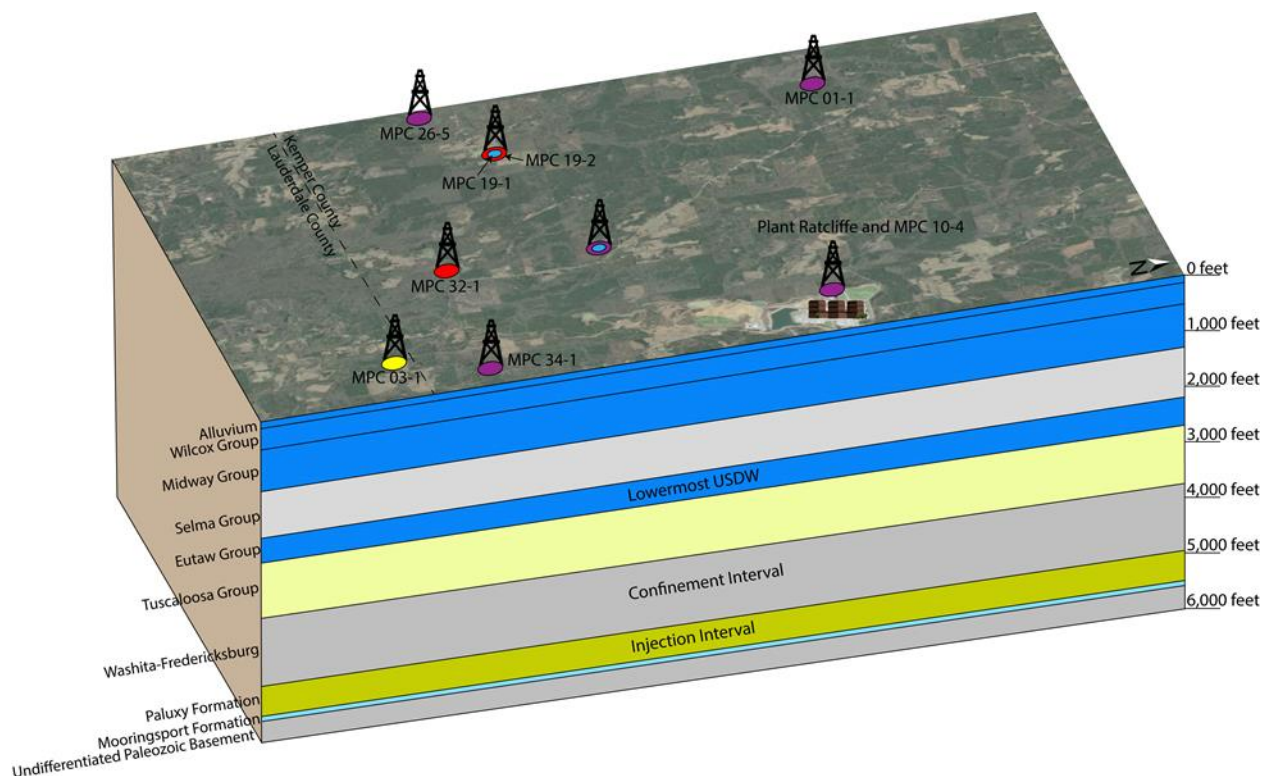 MPC 01-1
MPC 26-5
Kemper County
Lauderdale County
MPC 19-2
MPC 19-1
Plant Ratcliffe and MPC 10-4
MPC 32-1
N
0 feet
MPC 34-1
MPC 03-1
1,000 feet
2,000 feet
3,000 feet
4,000 feet
5,000 feet
6,000 feet
Alluvium
Wilcox Group
Midway Group
Selma Group
Eutaw Group
Tuscaloosa Group
Washita-Fredericksburg
Paluxy Formation
Mooringsport Formation
Undifferentiated Paleozoic Basement
Lowermost USDW
Confinement Interval
Injection Interval